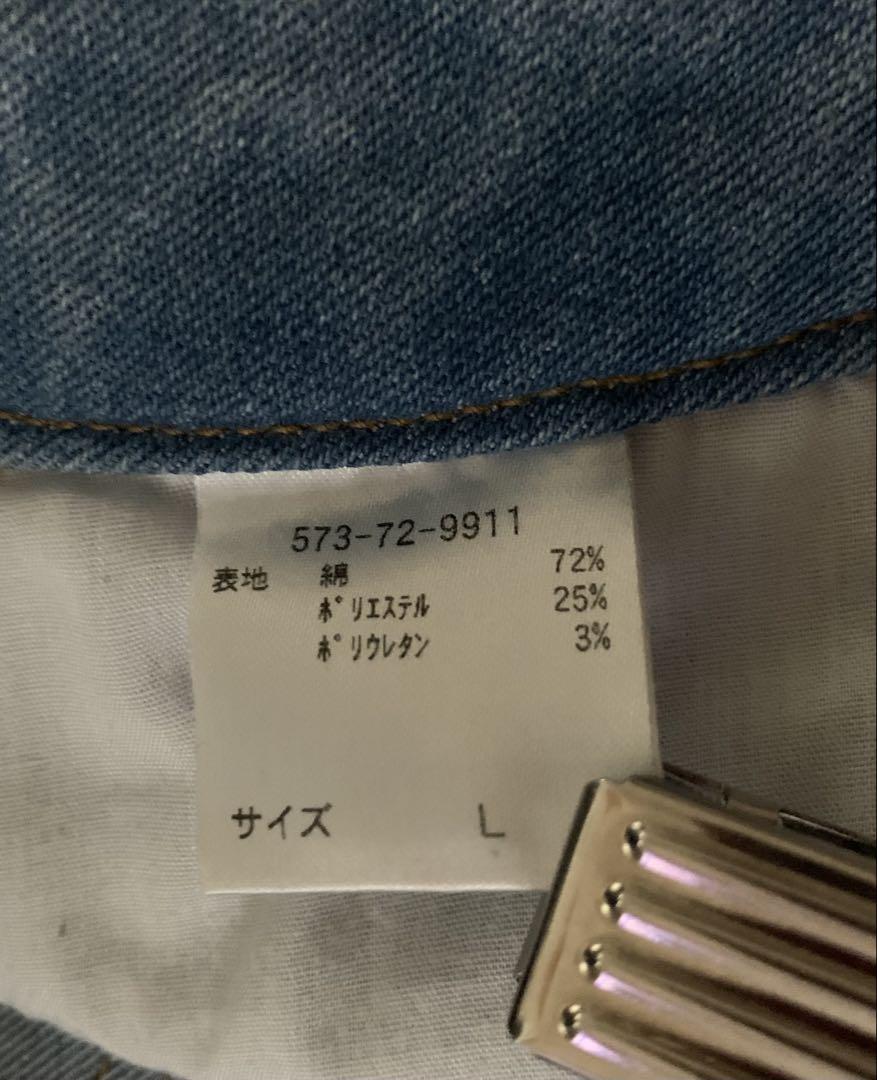 573-72-9911
表地 綿 72%
ポリエステル 25%
ポリウレタン 3%
サイズ L